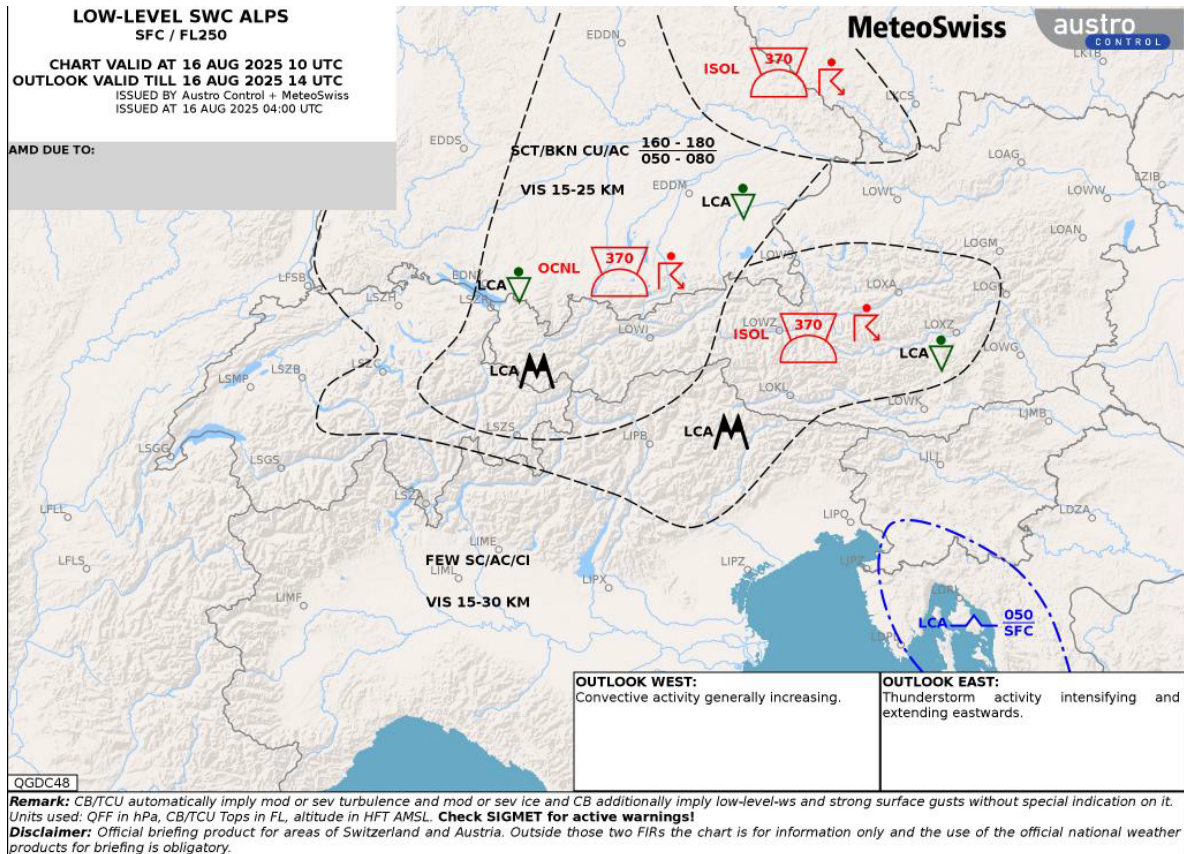 LOW-LEVEL SWC ALPS
SFC / FL250
CHART VALID AT 16 AUG 2025 10 UTC
OUTLOOK VALID TILL 16 AUG 2025 14 UTC
ISSUED BY Austro Control + MeteoSwiss
ISSUED AT 16 AUG 2025 04:00 UTC
AMD DUE TO:
MeteoSwiss
austro
CONTROL
EDDN
LKTB
ISOL
370
LKCS
EDDS
SCT/BKN CU/AC
160 - 180
050 - 080
LOAG
VIS 15-25 KM
EDDM
LCA
LOWL
LOWW
LZIB
LOAN
LOGM
OCNL
370
LOWS
LFSB
LSZH
EDNY
LCA
LSZR
LOXA
LOGT
LOWI
ISOL
LOWZ
370
LOXZ
LCA
LOWG
LSMP
LSZB
LSZC
LCA
LOKL
LOWK
LJMB
LSGG
LSGS
LSZS
LIPB
LCA
LJLJ
LSZA
LFLL
LIPQ
LDZA
LIME
FEW SC/AC/CI
LFLS
LIML
LIPX
LIPZ
LJPZ
LIMF
VIS 15-30 KM
LDRI
LCA
050
SFC
LDPL
OUTLOOK WEST:
Convective activity generally increasing.
OUTLOOK EAST:
Thunderstorm activity intensifying and
extending eastwards.
QGDC48
Remark: CB/TCU automatically imply mod or sev turbulence and mod or sev ice and CB additionally imply low-level-ws and strong surface gusts without special indication on it.
Units used: QFF in hPa, CB/TCU Tops in FL, altitude in HFT AMSL. Check SIGMET for active warnings!
Disclaimer: Official briefing product for areas of Switzerland and Austria. Outside those two FIRs the chart is for information only and the use of the official national weather
products for briefing is obligatory.